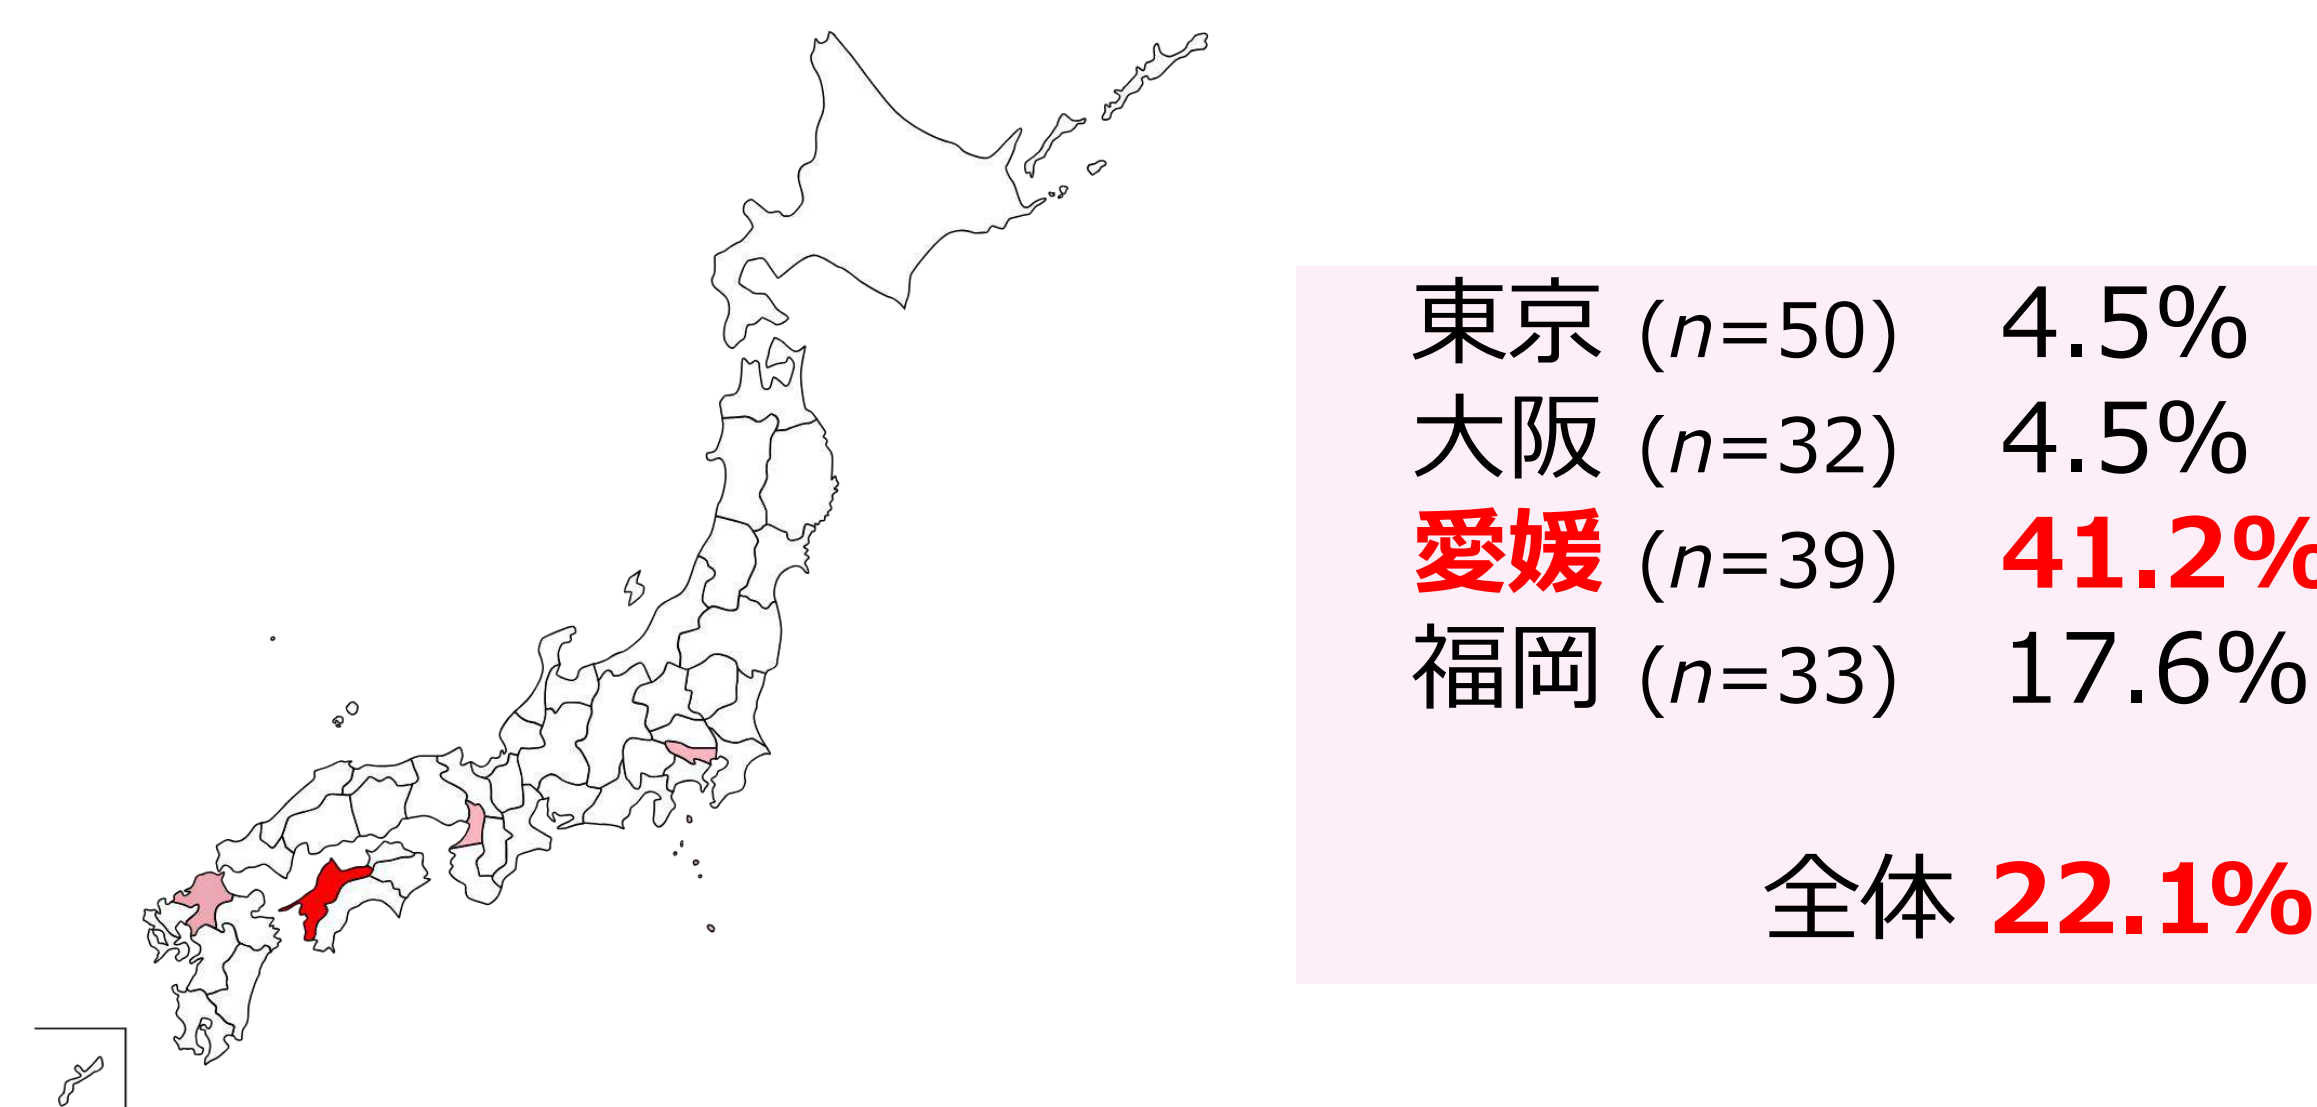 東京 (n=50) 4.5%
大阪 (n=32) 4.5%
愛媛 (n=39) 41.2%
福岡 (n=33) 17.6%
全体 22.1%